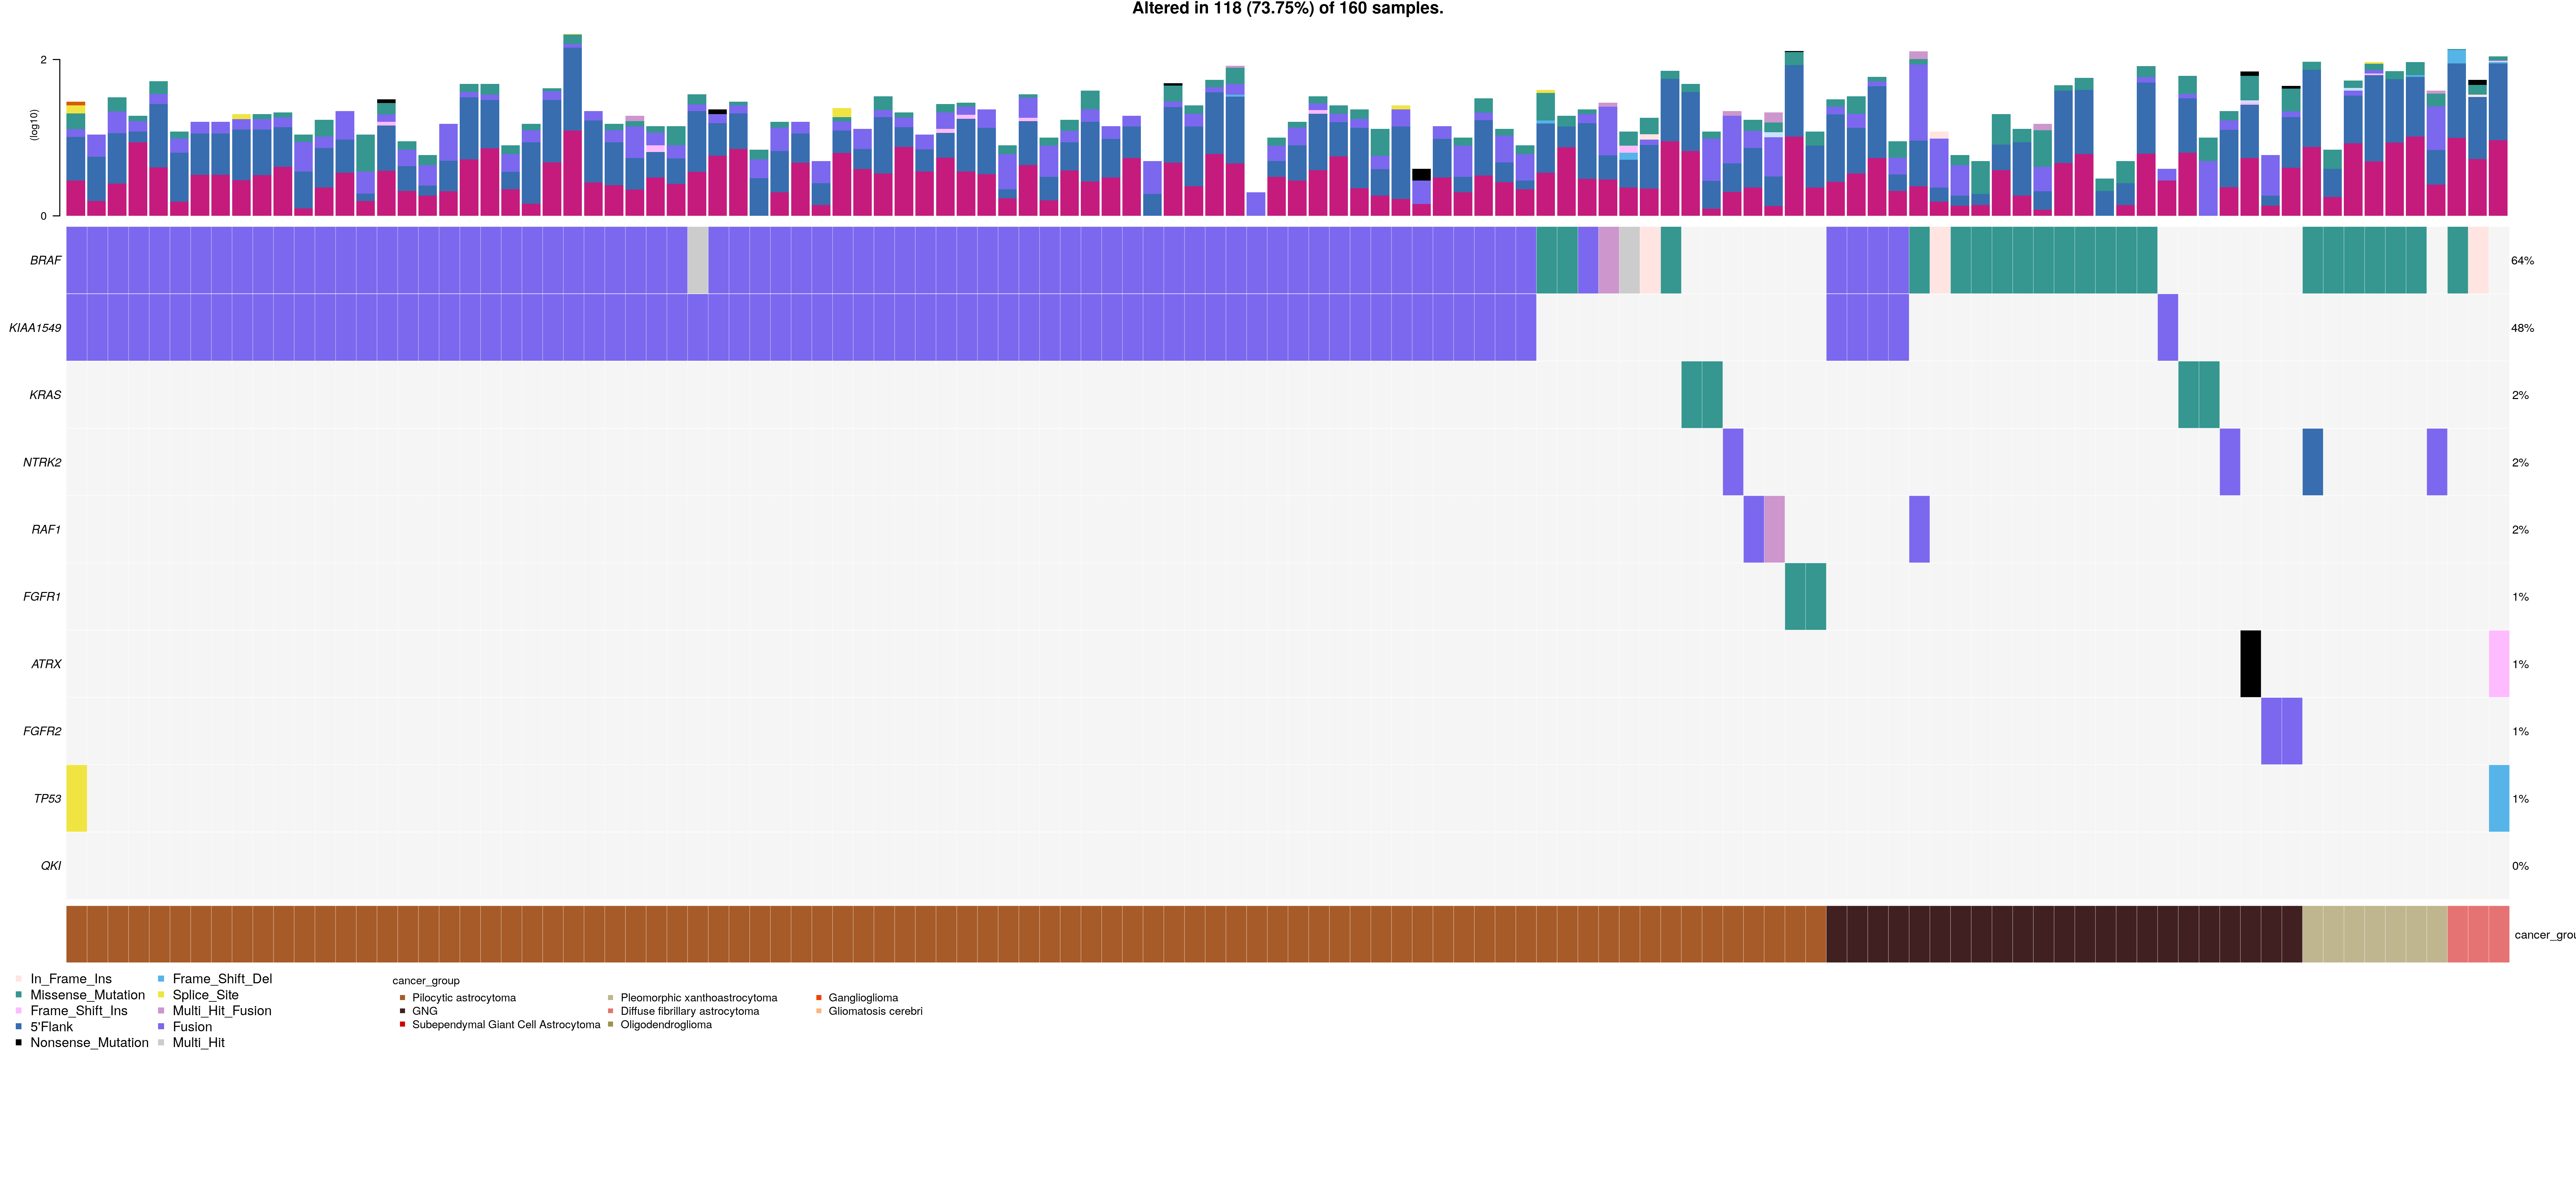 Altered in 118 (73.75%) of 160 samples.
2
(log10)
0
BRAF 64%
KIAA1549 48%
KRAS 2%
NTRK2 2%
RAF1 2%
FGFR1 1%
ATRX 1%
FGFR2 1%
TP53 1%
QKI 0%
cancer_grou
In_Frame_Ins Frame_Shift_Del
Missense_Mutation Splice_Site
Frame_Shift_Ins Multi_Hit_Fusion
5'Flank Fusion
Nonsense_Mutation Multi_Hit
cancer_group
Pilocytic astrocytoma Pleomorphic xanthoastrocytoma Ganglioglioma
GNG Diffuse fibrillary astrocytoma Gliomatosis cerebri
Subependymal Giant Cell Astrocytoma Oligodendroglioma